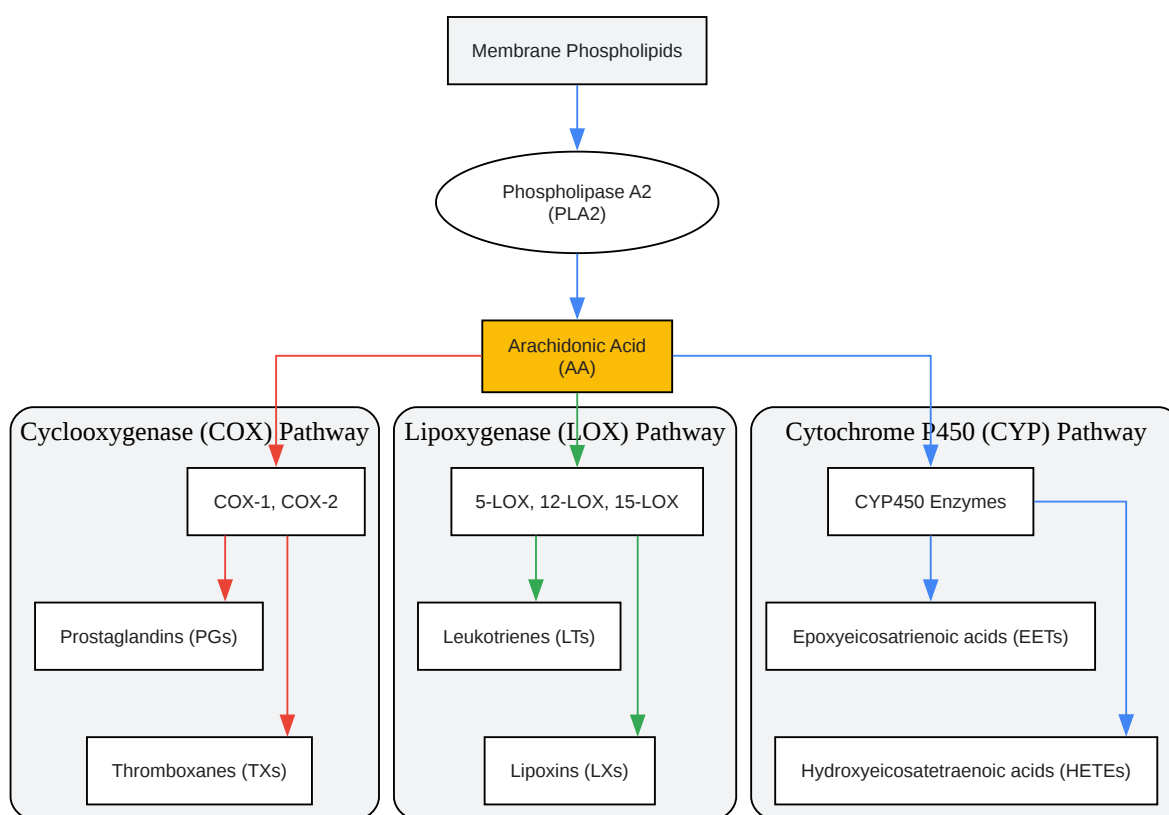 Membrane Phospholipids
Phospholipase A2
(PLA2)
Arachidonic Acid
(AA)
Cyclooxygenase (COX) Pathway
COX-1, COX-2
Prostaglandins (PGs)
Thromboxanes (TXs)
Lipoxygenase (LOX) Pathway
5-LOX, 12-LOX, 15-LOX
Leukotrienes (LTs)
Lipoxins (LXs)
Cytochrome P450 (CYP) Pathway
CYP450 Enzymes
Epoxyeicosatrienoic acids (EETs)
Hydroxyeicosatetraenoic acids (HETEs)